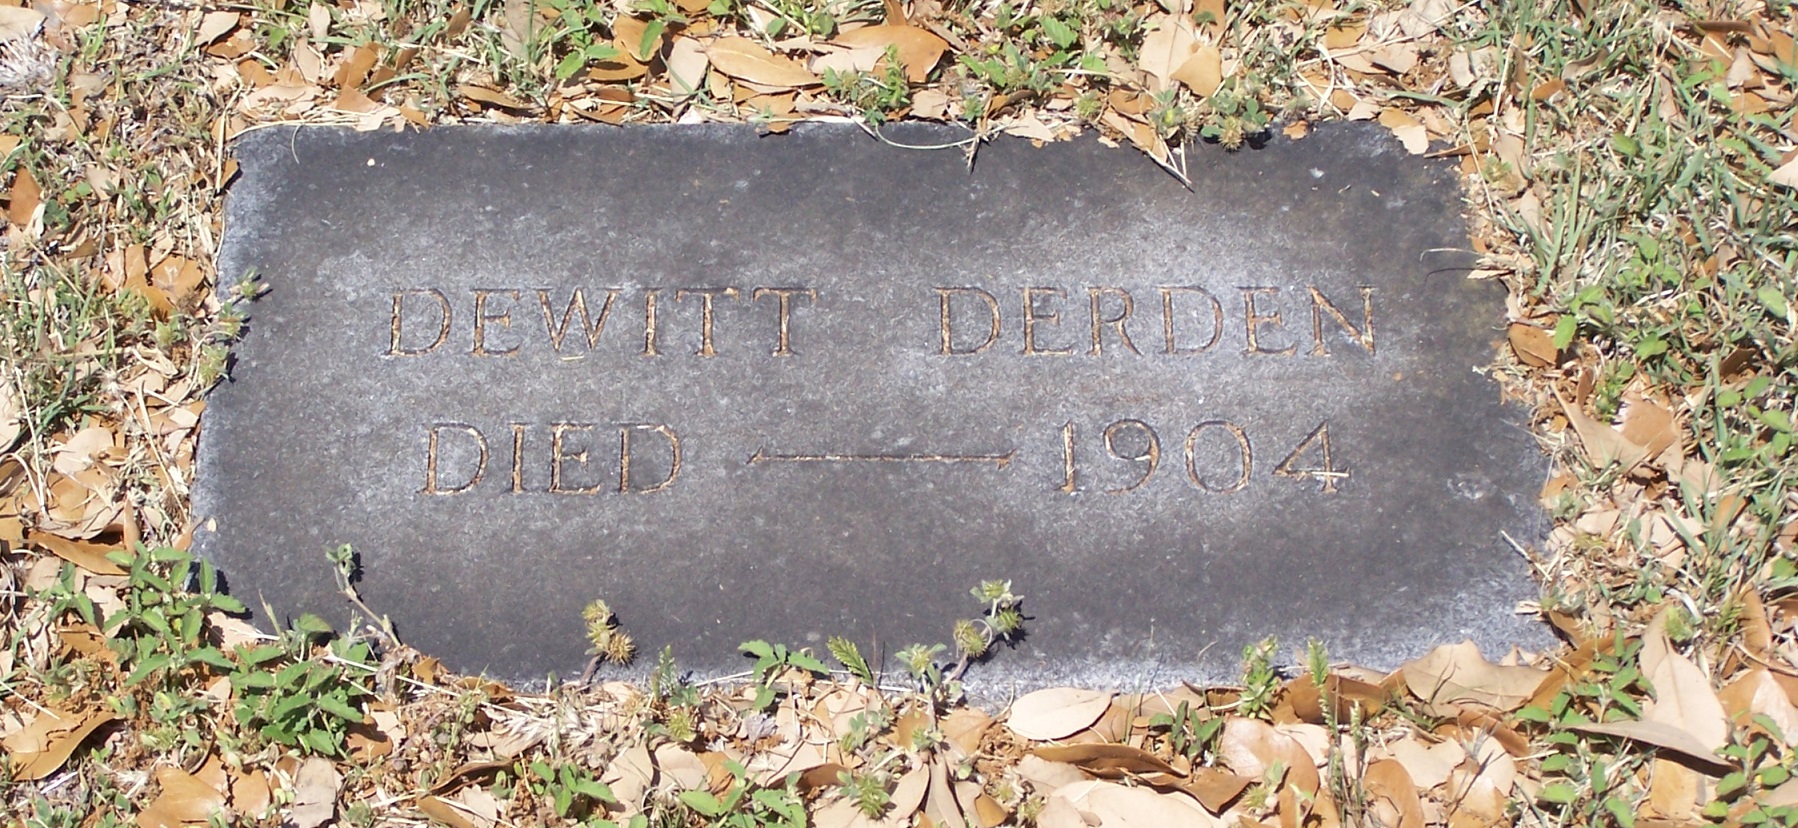 DEWITT DERDEN
DIED — 1904